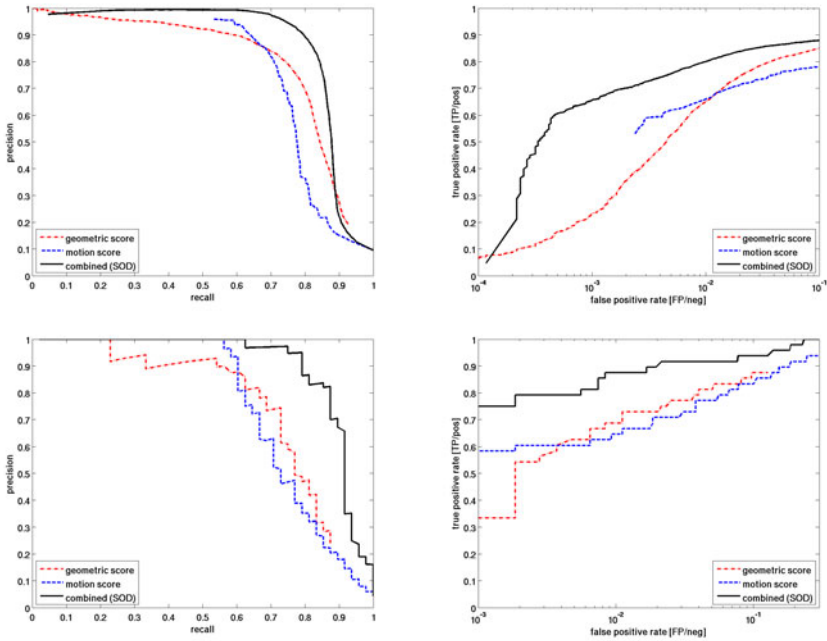 1
0.9
0.8
0.7
0.6
0.5
0.4
0.3
0.2
0.1
0
precision
geometric score
motion score
combined (SOD)
0 0.1 0.2 0.3 0.4 0.5 0.6 0.7 0.8 0.9 1
recall
1
0.9
0.8
0.7
0.6
0.5
0.4
0.3
0.2
0.1
0
true positive rate [TP/pos]
geometric score
motion score
combined (SOD)
10⁻⁴ 10⁻³ 10⁻² 10⁻¹
false positive rate [FP/neg]
1
0.9
0.8
0.7
0.6
0.5
0.4
0.3
0.2
0.1
0
precision
geometric score
motion score
combined (SOD)
0 0.1 0.2 0.3 0.4 0.5 0.6 0.7 0.8 0.9 1
recall
1
0.9
0.8
0.7
0.6
0.5
0.4
0.3
0.2
0.1
0
true positive rate [TP/pos]
geometric score
motion score
combined (SOD)
10⁻³ 10⁻² 10⁻¹
false positive rate [FP/neg]